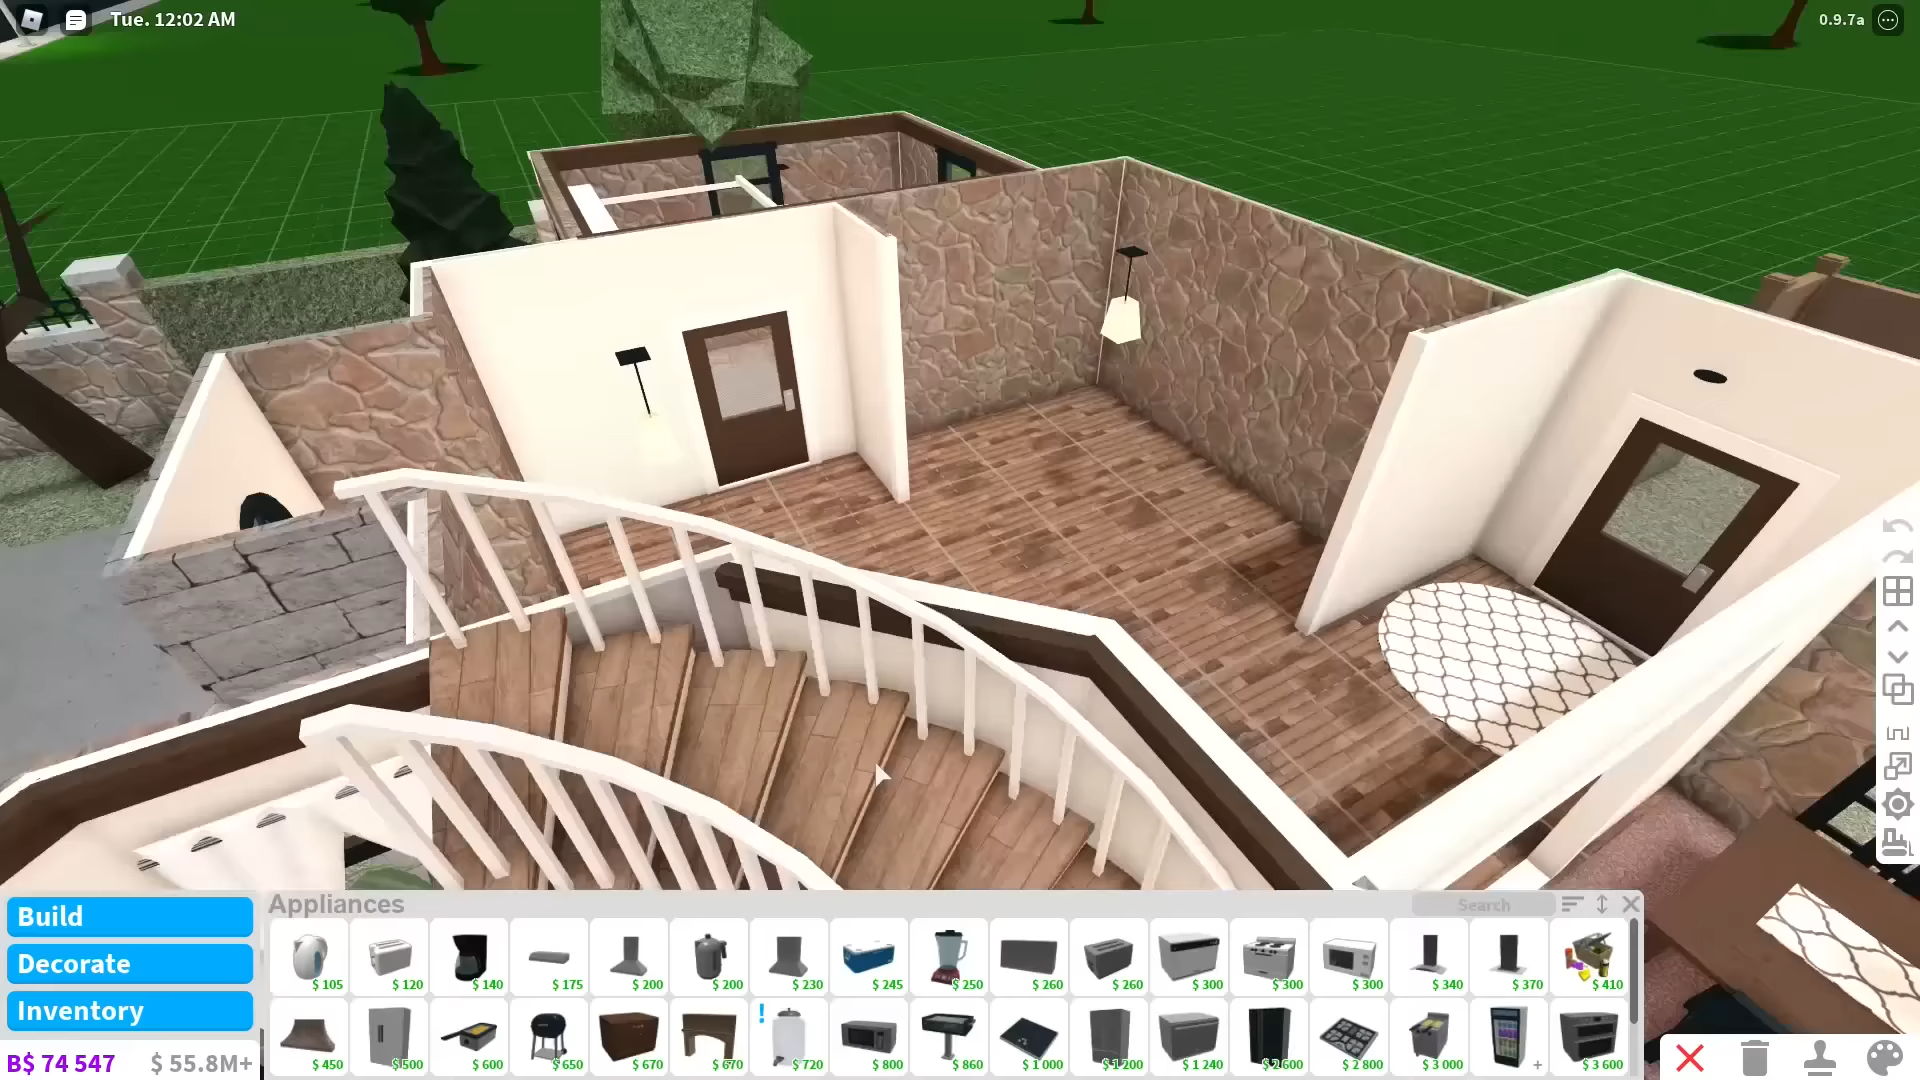 Tue. 12:02 AM
0.9.7a
Build
Decorate
Inventory
B$ 74 547
$ 55.8M+
Appliances
Search
$ 105
$ 120
$ 140
$ 175
$ 200
$ 200
$ 230
$ 245
$ 250
$ 260
$ 260
$ 300
$ 300
$ 300
$ 340
$ 370
$ 410
$ 450
$ 500
$ 600
$ 650
$ 670
$ 670
!
$ 720
$ 800
$ 860
$ 1 000
$ 1 200
$ 1 240
$ 2 600
$ 2 800
$ 3 000
+
$ 3 600